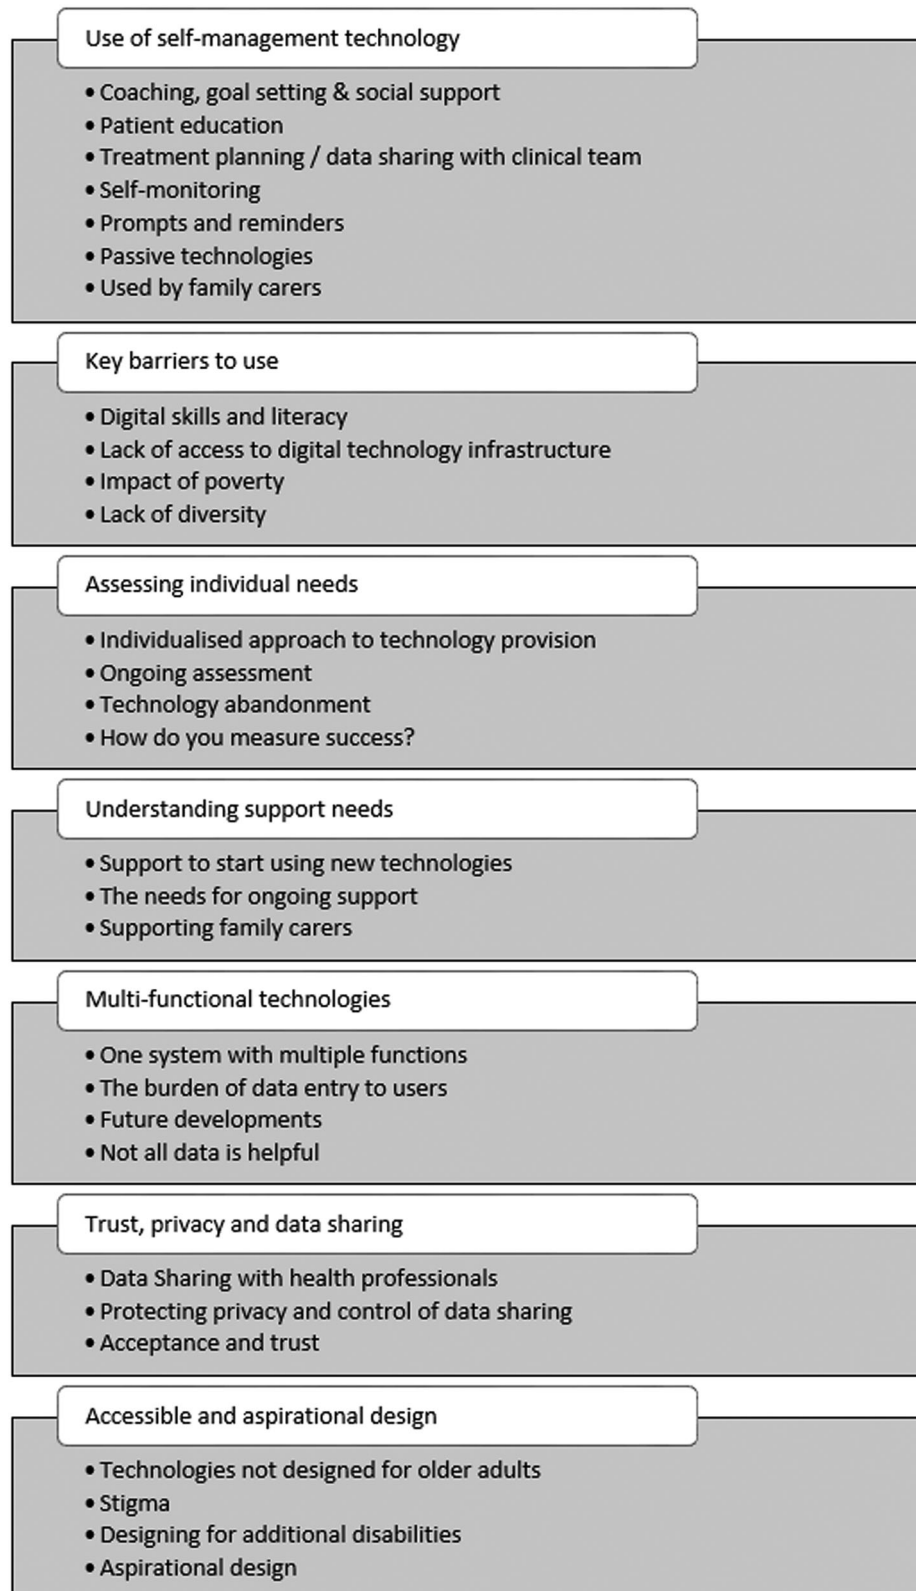 Use of self-management technology
• Coaching, goal setting & social support
• Patient education
• Treatment planning / data sharing with clinical team
• Self-monitoring
• Prompts and reminders
• Passive technologies
• Used by family carers
Key barriers to use
• Digital skills and literacy
• Lack of access to digital technology infrastructure
• Impact of poverty
• Lack of diversity
Assessing individual needs
• Individualised approach to technology provision
• Ongoing assessment
• Technology abandonment
• How do you measure success?
Understanding support needs
• Support to start using new technologies
• The needs for ongoing support
• Supporting family carers
Multi-functional technologies
• One system with multiple functions
• The burden of data entry to users
• Future developments
• Not all data is helpful
Trust, privacy and data sharing
• Data Sharing with health professionals
• Protecting privacy and control of data sharing
• Acceptance and trust
Accessible and aspirational design
• Technologies not designed for older adults
• Stigma
• Designing for additional disabilities
• Aspirational design